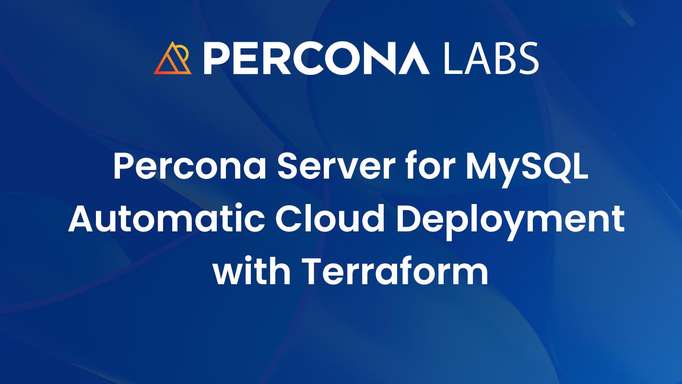 PERCONA LABS
Percona Server for MySQL
Automatic Cloud Deployment
with Terraform